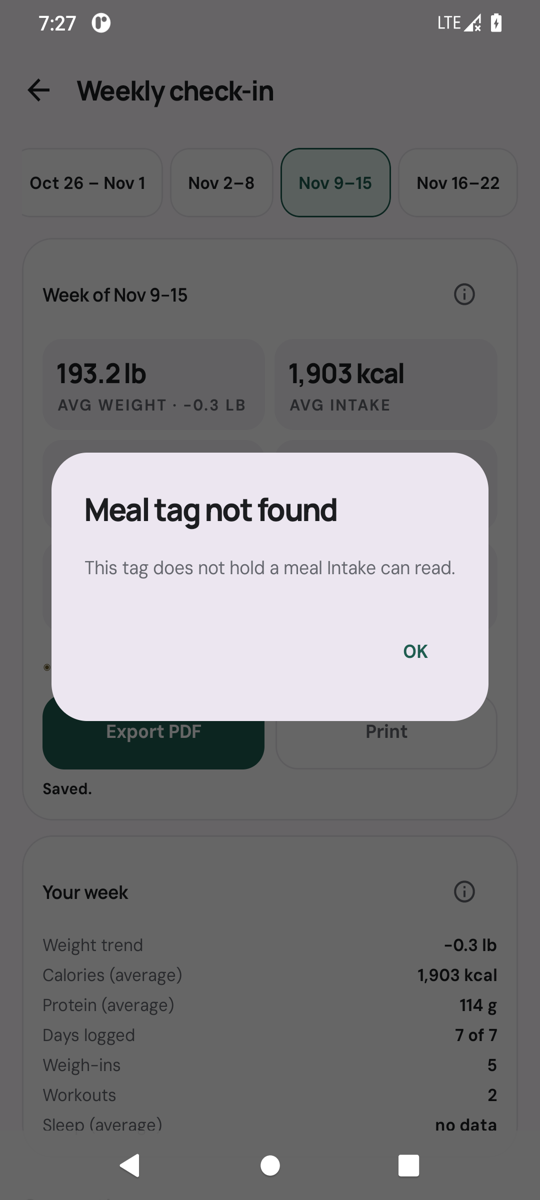 7:27
LTE
Weekly check-in
Oct 26 – Nov 1
Nov 2–8
Nov 9–15
Nov 16–22
Week of Nov 9–15
193.2 lb
1,903 kcal
AVG WEIGHT · −0.3 LB
AVG INTAKE
Meal tag not found
This tag does not hold a meal Intake can read.
OK
Export PDF
Print
Saved.
Your week
Weight trend
−0.3 lb
Calories (average)
1,903 kcal
Protein (average)
114 g
Days logged
7 of 7
Weigh-ins
5
Workouts
2
Sleep (average)
no data